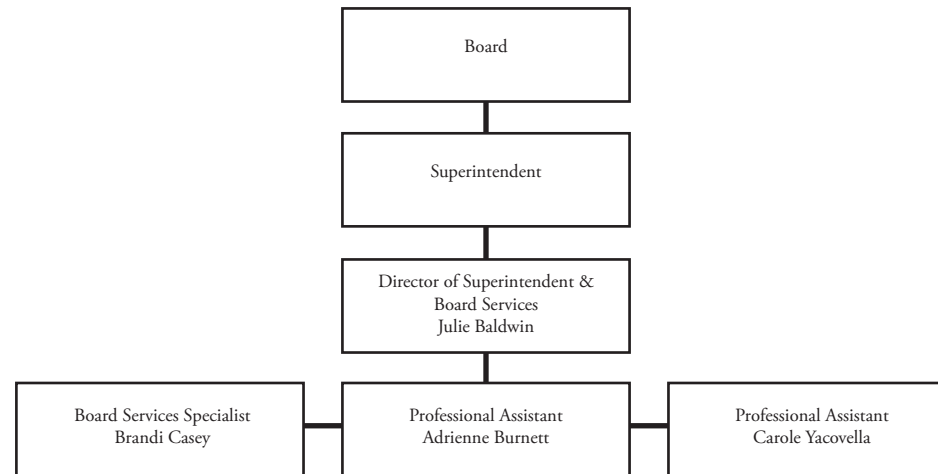 Board
Superintendent
Director of Superintendent &
Board Services
Julie Baldwin
Board Services Specialist
Brandi Casey
Professional Assistant
Adrienne Burnett
Professional Assistant
Carole Yacovella